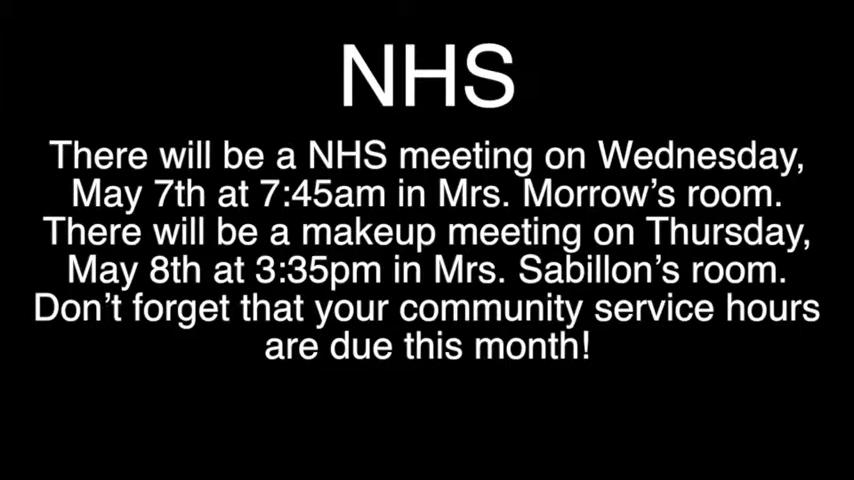 NHS
There will be a NHS meeting on Wednesday,
May 7th at 7:45am in Mrs. Morrow’s room.
There will be a makeup meeting on Thursday,
May 8th at 3:35pm in Mrs. Sabillon’s room.
Don’t forget that your community service hours
are due this month!